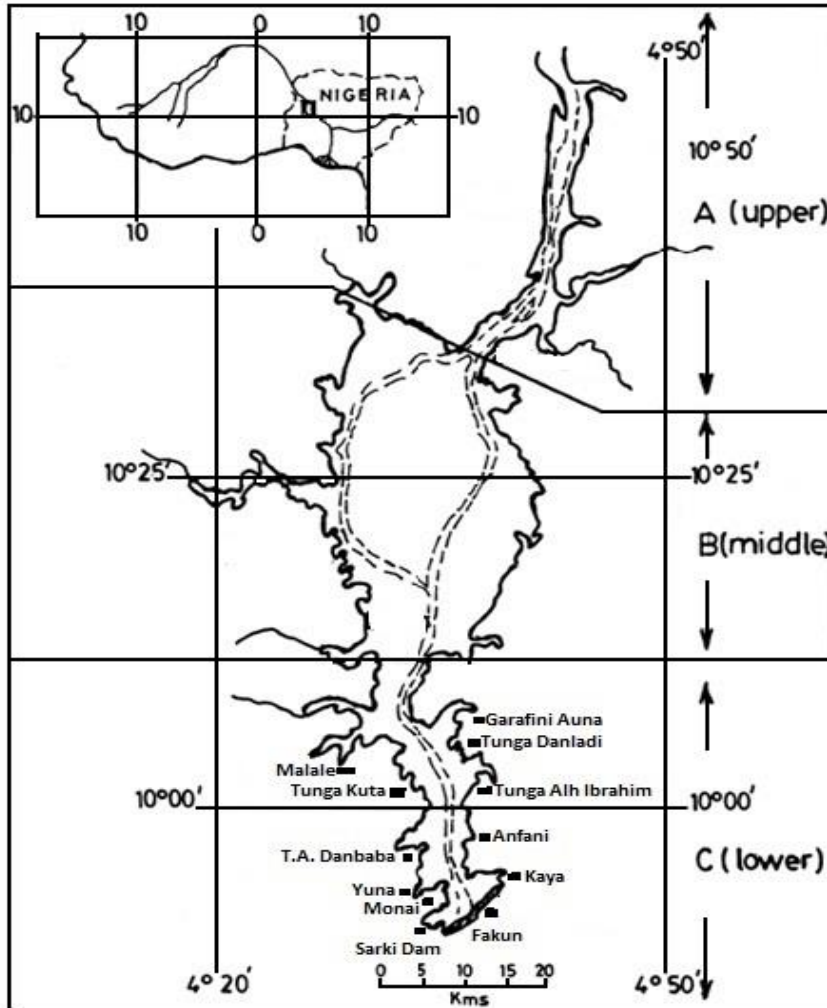 10
0
10
NIGERIA
10
10
10
0
10
4°50′
10°50′
A (upper)
10°25′
10°25′
B(middle)
Garafini Auna
Tunga Danladi
Malale
Tunga Kuta
Tunga Alh Ibrahim
10°00′
10°00′
Anfani
T.A. Danbaba
C (lower)
Kaya
Yuna
Monai
Fakun
Sarki Dam
4°20′
4°50′
0 5 10 15 20
Kms